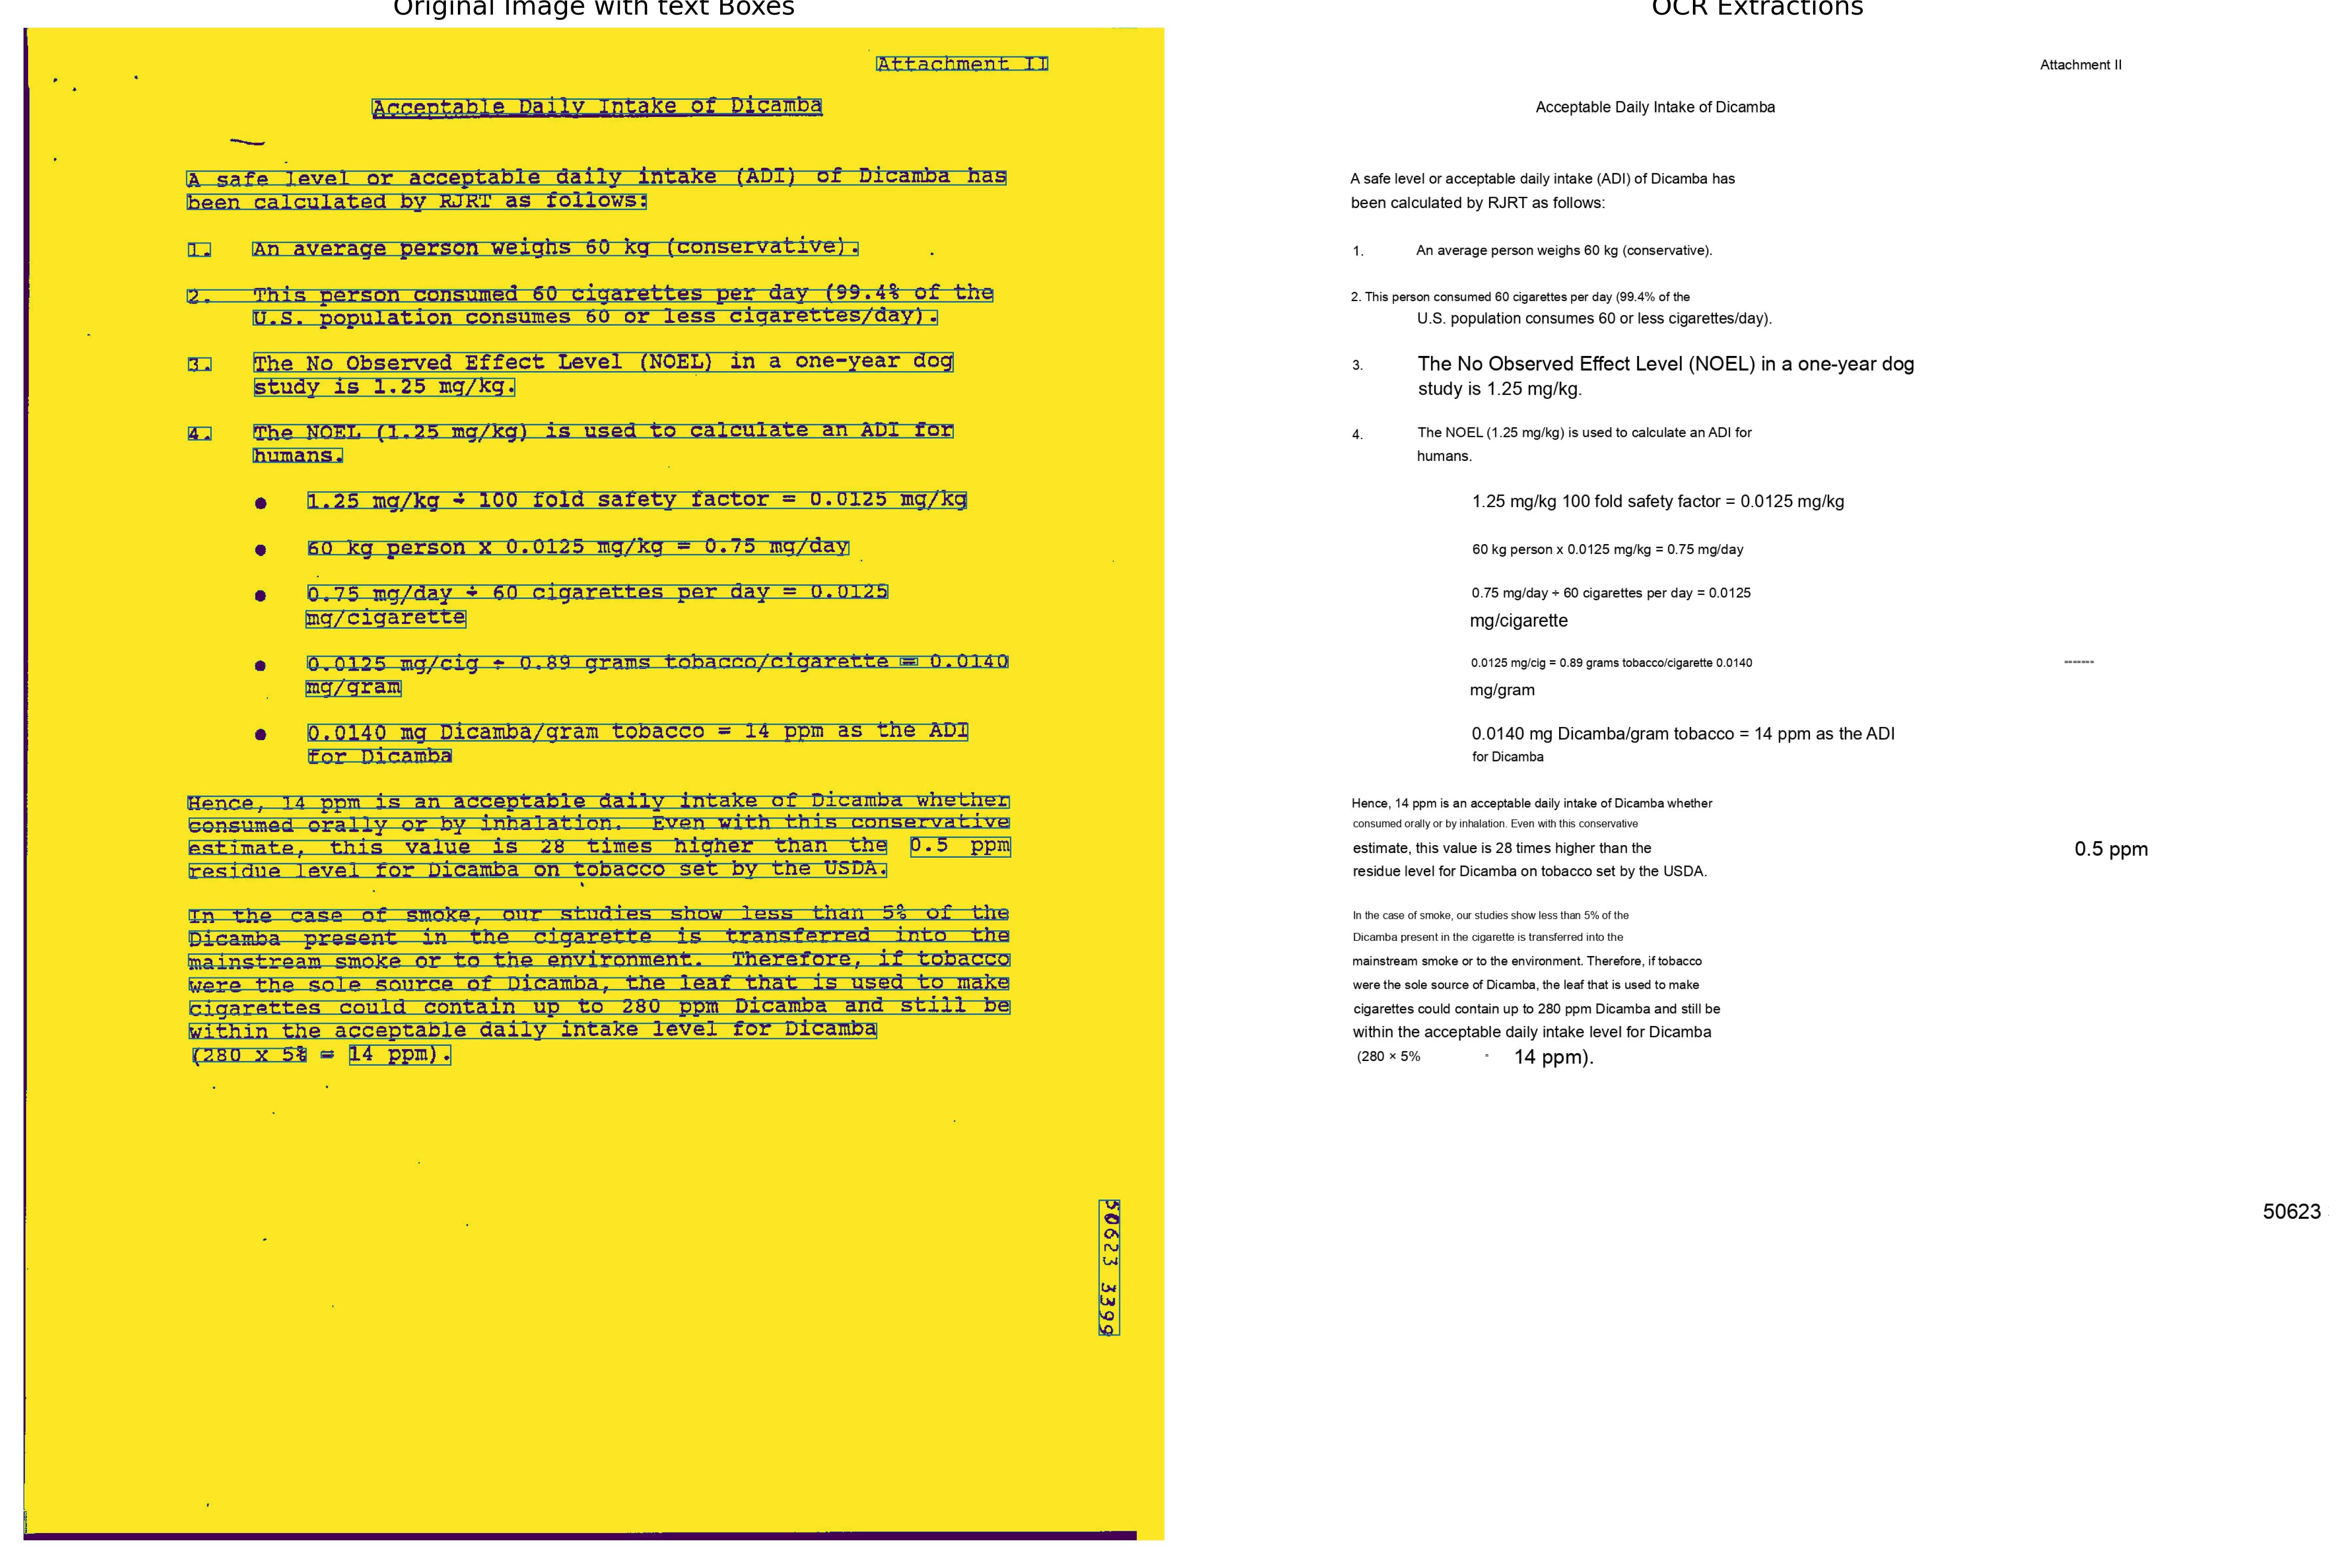 Original Image with text Boxes
Attachment II
Acceptable Daily Intake of Dicamba
A safe level or acceptable daily intake (ADI) of Dicamba has
been calculated by RJRT as follows:
1. An average person weighs 60 kg (conservative).
2. This person consumed 60 cigarettes per day (99.4% of the
U.S. population consumes 60 or less cigarettes/day).
3. The No Observed Effect Level (NOEL) in a one-year dog
study is 1.25 mg/kg.
4. The NOEL (1.25 mg/kg) is used to calculate an ADI for
humans.
● 1.25 mg/kg ÷ 100 fold safety factor = 0.0125 mg/kg
● 60 kg person x 0.0125 mg/kg = 0.75 mg/day
● 0.75 mg/day ÷ 60 cigarettes per day = 0.0125
mg/cigarette
● 0.0125 mg/cig ÷ 0.89 grams tobacco/cigarette = 0.0140
mg/gram
● 0.0140 mg Dicamba/gram tobacco = 14 ppm as the ADI
for Dicamba
Hence, 14 ppm is an acceptable daily intake of Dicamba whether
consumed orally or by inhalation. Even with this conservative
estimate, this value is 28 times higher than the 0.5 ppm
residue level for Dicamba on tobacco set by the USDA.
In the case of smoke, our studies show less than 5% of the
Dicamba present in the cigarette is transferred into the
mainstream smoke or to the environment. Therefore, if tobacco
were the sole source of Dicamba, the leaf that is used to make
cigarettes could contain up to 280 ppm Dicamba and still be
within the acceptable daily intake level for Dicamba
(280 x 5% = 14 ppm).
50623 3399
OCR Extractions
Attachment II
Acceptable Daily Intake of Dicamba
A safe level or acceptable daily intake (ADI) of Dicamba has
been calculated by RJRT as follows:
1. An average person weighs 60 kg (conservative).
2. This person consumed 60 cigarettes per day (99.4% of the
U.S. population consumes 60 or less cigarettes/day).
3. The No Observed Effect Level (NOEL) in a one-year dog
study is 1.25 mg/kg.
4. The NOEL (1.25 mg/kg) is used to calculate an ADI for
humans.
1.25 mg/kg 100 fold safety factor = 0.0125 mg/kg
60 kg person x 0.0125 mg/kg = 0.75 mg/day
0.75 mg/day ÷ 60 cigarettes per day = 0.0125
mg/cigarette
0.0125 mg/cig = 0.89 grams tobacco/cigarette 0.0140
mg/gram
0.0140 mg Dicamba/gram tobacco = 14 ppm as the ADI
for Dicamba
Hence, 14 ppm is an acceptable daily intake of Dicamba whether
consumed orally or by inhalation. Even with this conservative
estimate, this value is 28 times higher than the 0.5 ppm
residue level for Dicamba on tobacco set by the USDA.
In the case of smoke, our studies show less than 5% of the
Dicamba present in the cigarette is transferred into the
mainstream smoke or to the environment. Therefore, if tobacco
were the sole source of Dicamba, the leaf that is used to make
cigarettes could contain up to 280 ppm Dicamba and still be
within the acceptable daily intake level for Dicamba
(280 × 5% 14 ppm).
50623